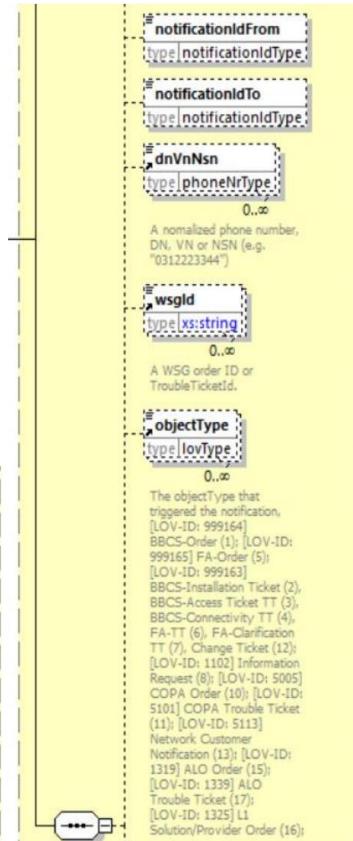 notificationIdFrom
type notificationIdType
notificationIdTo
type notificationIdType
dnVnNsn
type phoneNrType
0..∞
A nomalized phone number,
DN, VN or NSN (e.g.
"0312223344")
wsgId
type xs:string
0..∞
A WSG order ID or
TroubleTicketId.
objectType
type lovType
0..∞
The objectType that
triggered the notification,
[LOV-ID: 999164]
BBCS-Order (1); [LOV-ID:
999165] FA-Order (5);
[LOV-ID: 999163]
BBCS-Installation Ticket (2),
BBCS-Access Ticket TT (3),
BBCS-Connectivity TT (4),
FA-TT (6), FA-Clarification
TT (7), Change Ticket (12);
[LOV-ID: 1102] Information
Request (8); [LOV-ID: 5005]
COPA Order (10); [LOV-ID:
5101] COPA Trouble Ticket
(11); [LOV-ID: 5113]
Network Customer
Notification (13); [LOV-ID:
1319] ALO Order (15);
[LOV-ID: 1339] ALO
Trouble Ticket (17);
[LOV-ID: 1325] L1
Solution/Provider Order (16);